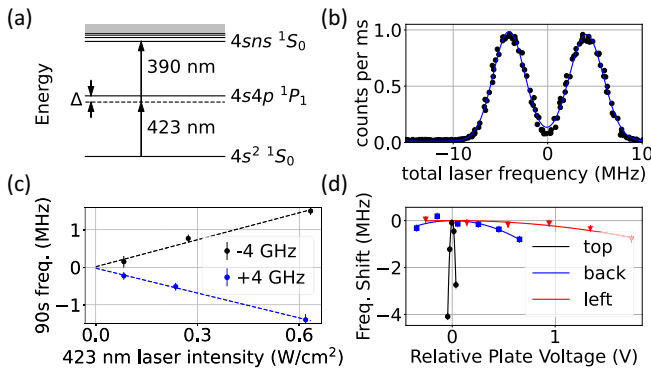 (a)
4sns ¹S₀
390 nm
Energy
Δ
4s4p ¹P₁
423 nm
4s² ¹S₀
(b)
counts per ms
1.0
0.5
0.0
−10
0
10
total laser frequency (MHz)
(c)
90s freq. (MHz)
1
0
−1
-4 GHz
+4 GHz
0.0
0.3
0.6
423 nm laser intensity (W/cm²)
(d)
Freq. Shift (MHz)
0
−2
−4
top
back
left
0
1
Relative Plate Voltage (V)